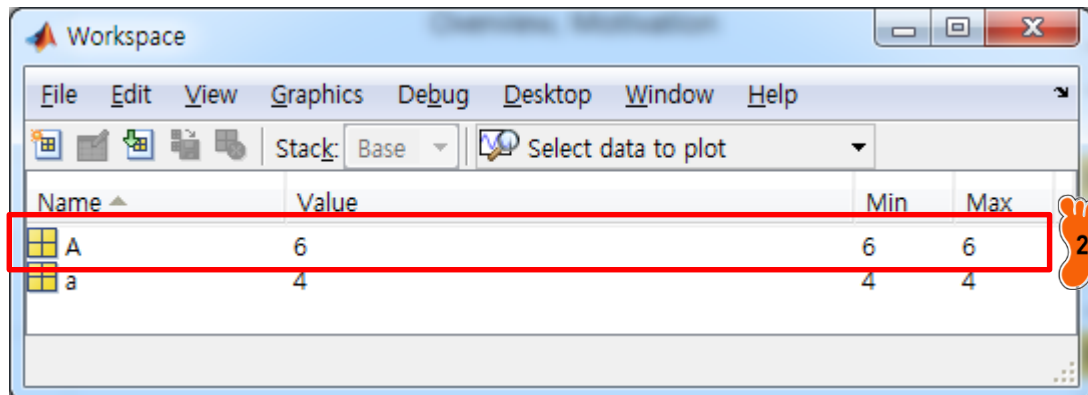 Workspace
File Edit View Graphics Debug Desktop Window Help
Stack: Base Select data to plot
Name Value Min Max
A 6 6 6
2
a 4 4 4